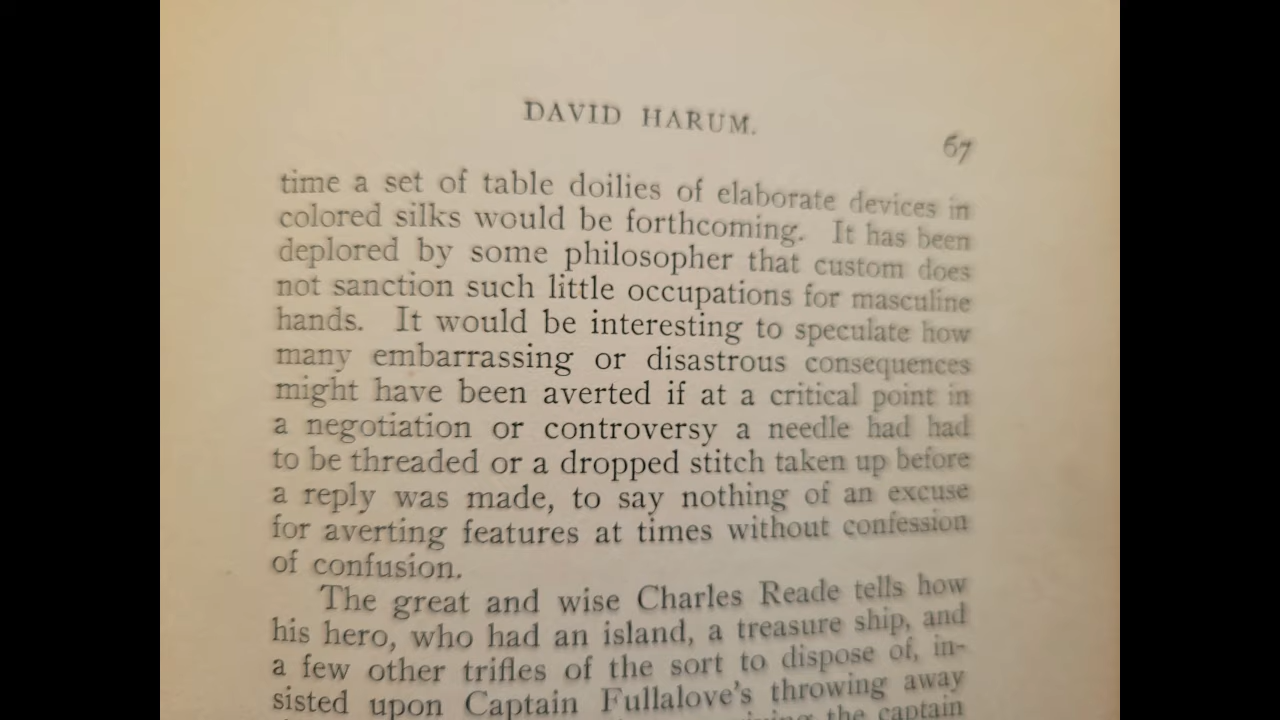 DAVID HARUM.
67
time a set of table doilies of elaborate devices in
colored silks would be forthcoming. It has been
deplored by some philosopher that custom does
not sanction such little occupations for masculine
hands. It would be interesting to speculate how
many embarrassing or disastrous consequences
might have been averted if at a critical point in
a negotiation or controversy a needle had had
to be threaded or a dropped stitch taken up before
a reply was made, to say nothing of an excuse
for averting features at times without confession
of confusion.
The great and wise Charles Reade tells how
his hero, who had an island, a treasure ship, and
a few other trifles of the sort to dispose of, in-
sisted upon Captain Fullalove's throwing away
the captain